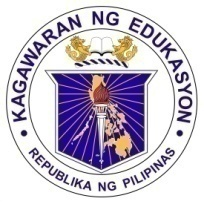 • KAGAWARAN NG EDUKASYON •
REPUBLIKA NG PILIPINAS